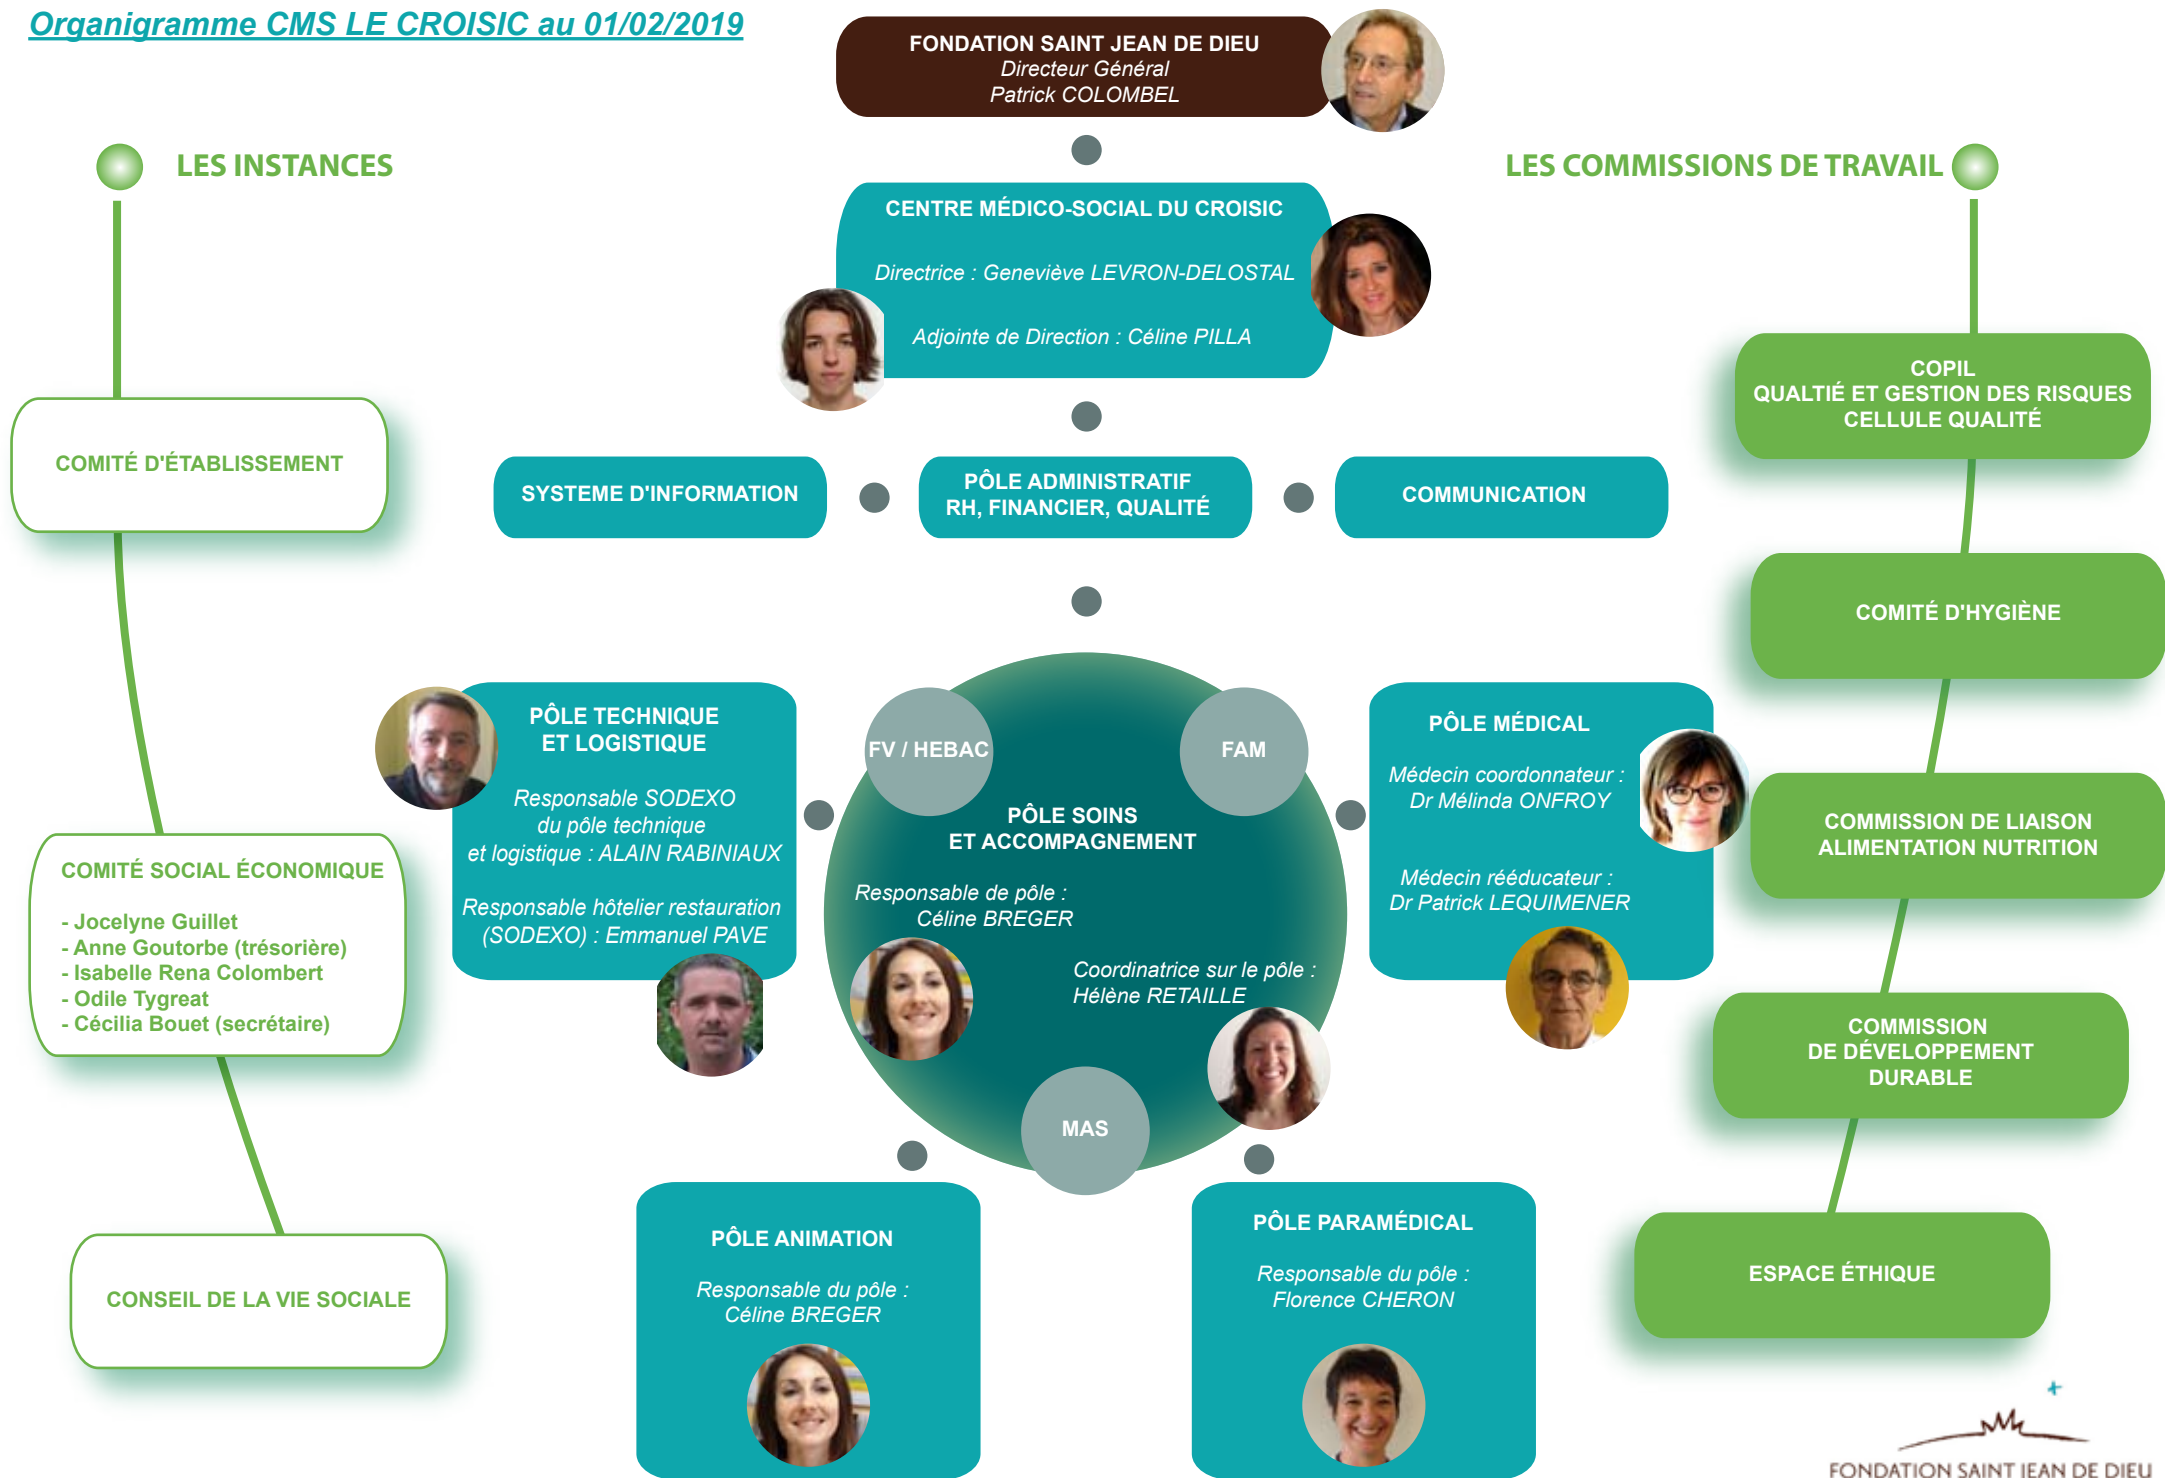 Organigramme CMS LE CROISIC au 01/02/2019
FONDATION SAINT JEAN DE DIEU
Directeur Général
Patrick COLOMBEL
LES INSTANCES
COMITÉ D'ÉTABLISSEMENT
COMITÉ SOCIAL ÉCONOMIQUE
- Jocelyne Guillet
- Anne Goutorbe (trésorière)
- Isabelle Rena Colombert
- Odile Tygreat
- Cécilia Bouet (secrétaire)
CONSEIL DE LA VIE SOCIALE
CENTRE MÉDICO-SOCIAL DU CROISIC
Directrice : Geneviève LEVRON-DELOSTAL
Adjointe de Direction : Céline PILLA
SYSTEME D'INFORMATION
PÔLE ADMINISTRATIF
RH, FINANCIER, QUALITÉ
COMMUNICATION
PÔLE TECHNIQUE
ET LOGISTIQUE
Responsable SODEXO
du pôle technique
et logistique : ALAIN RABINIAUX
Responsable hôtelier restauration
(SODEXO) : Emmanuel PAVE
FV / HEBAC
FAM
PÔLE SOINS
ET ACCOMPAGNEMENT
Responsable de pôle :
Céline BREGER
Coordinatrice sur le pôle :
Hélène RETAILLE
MAS
PÔLE MÉDICAL
Médecin coordonnateur :
Dr Mélinda ONFROY
Médecin rééducateur :
Dr Patrick LEQUIMENER
PÔLE ANIMATION
Responsable du pôle :
Céline BREGER
PÔLE PARAMÉDICAL
Responsable du pôle :
Florence CHERON
LES COMMISSIONS DE TRAVAIL
COPIL
QUALTIÉ ET GESTION DES RISQUES
CELLULE QUALITÉ
COMITÉ D'HYGIÈNE
COMMISSION DE LIAISON
ALIMENTATION NUTRITION
COMMISSION
DE DÉVELOPPEMENT
DURABLE
ESPACE ÉTHIQUE
FONDATION SAINT JEAN DE DIEU